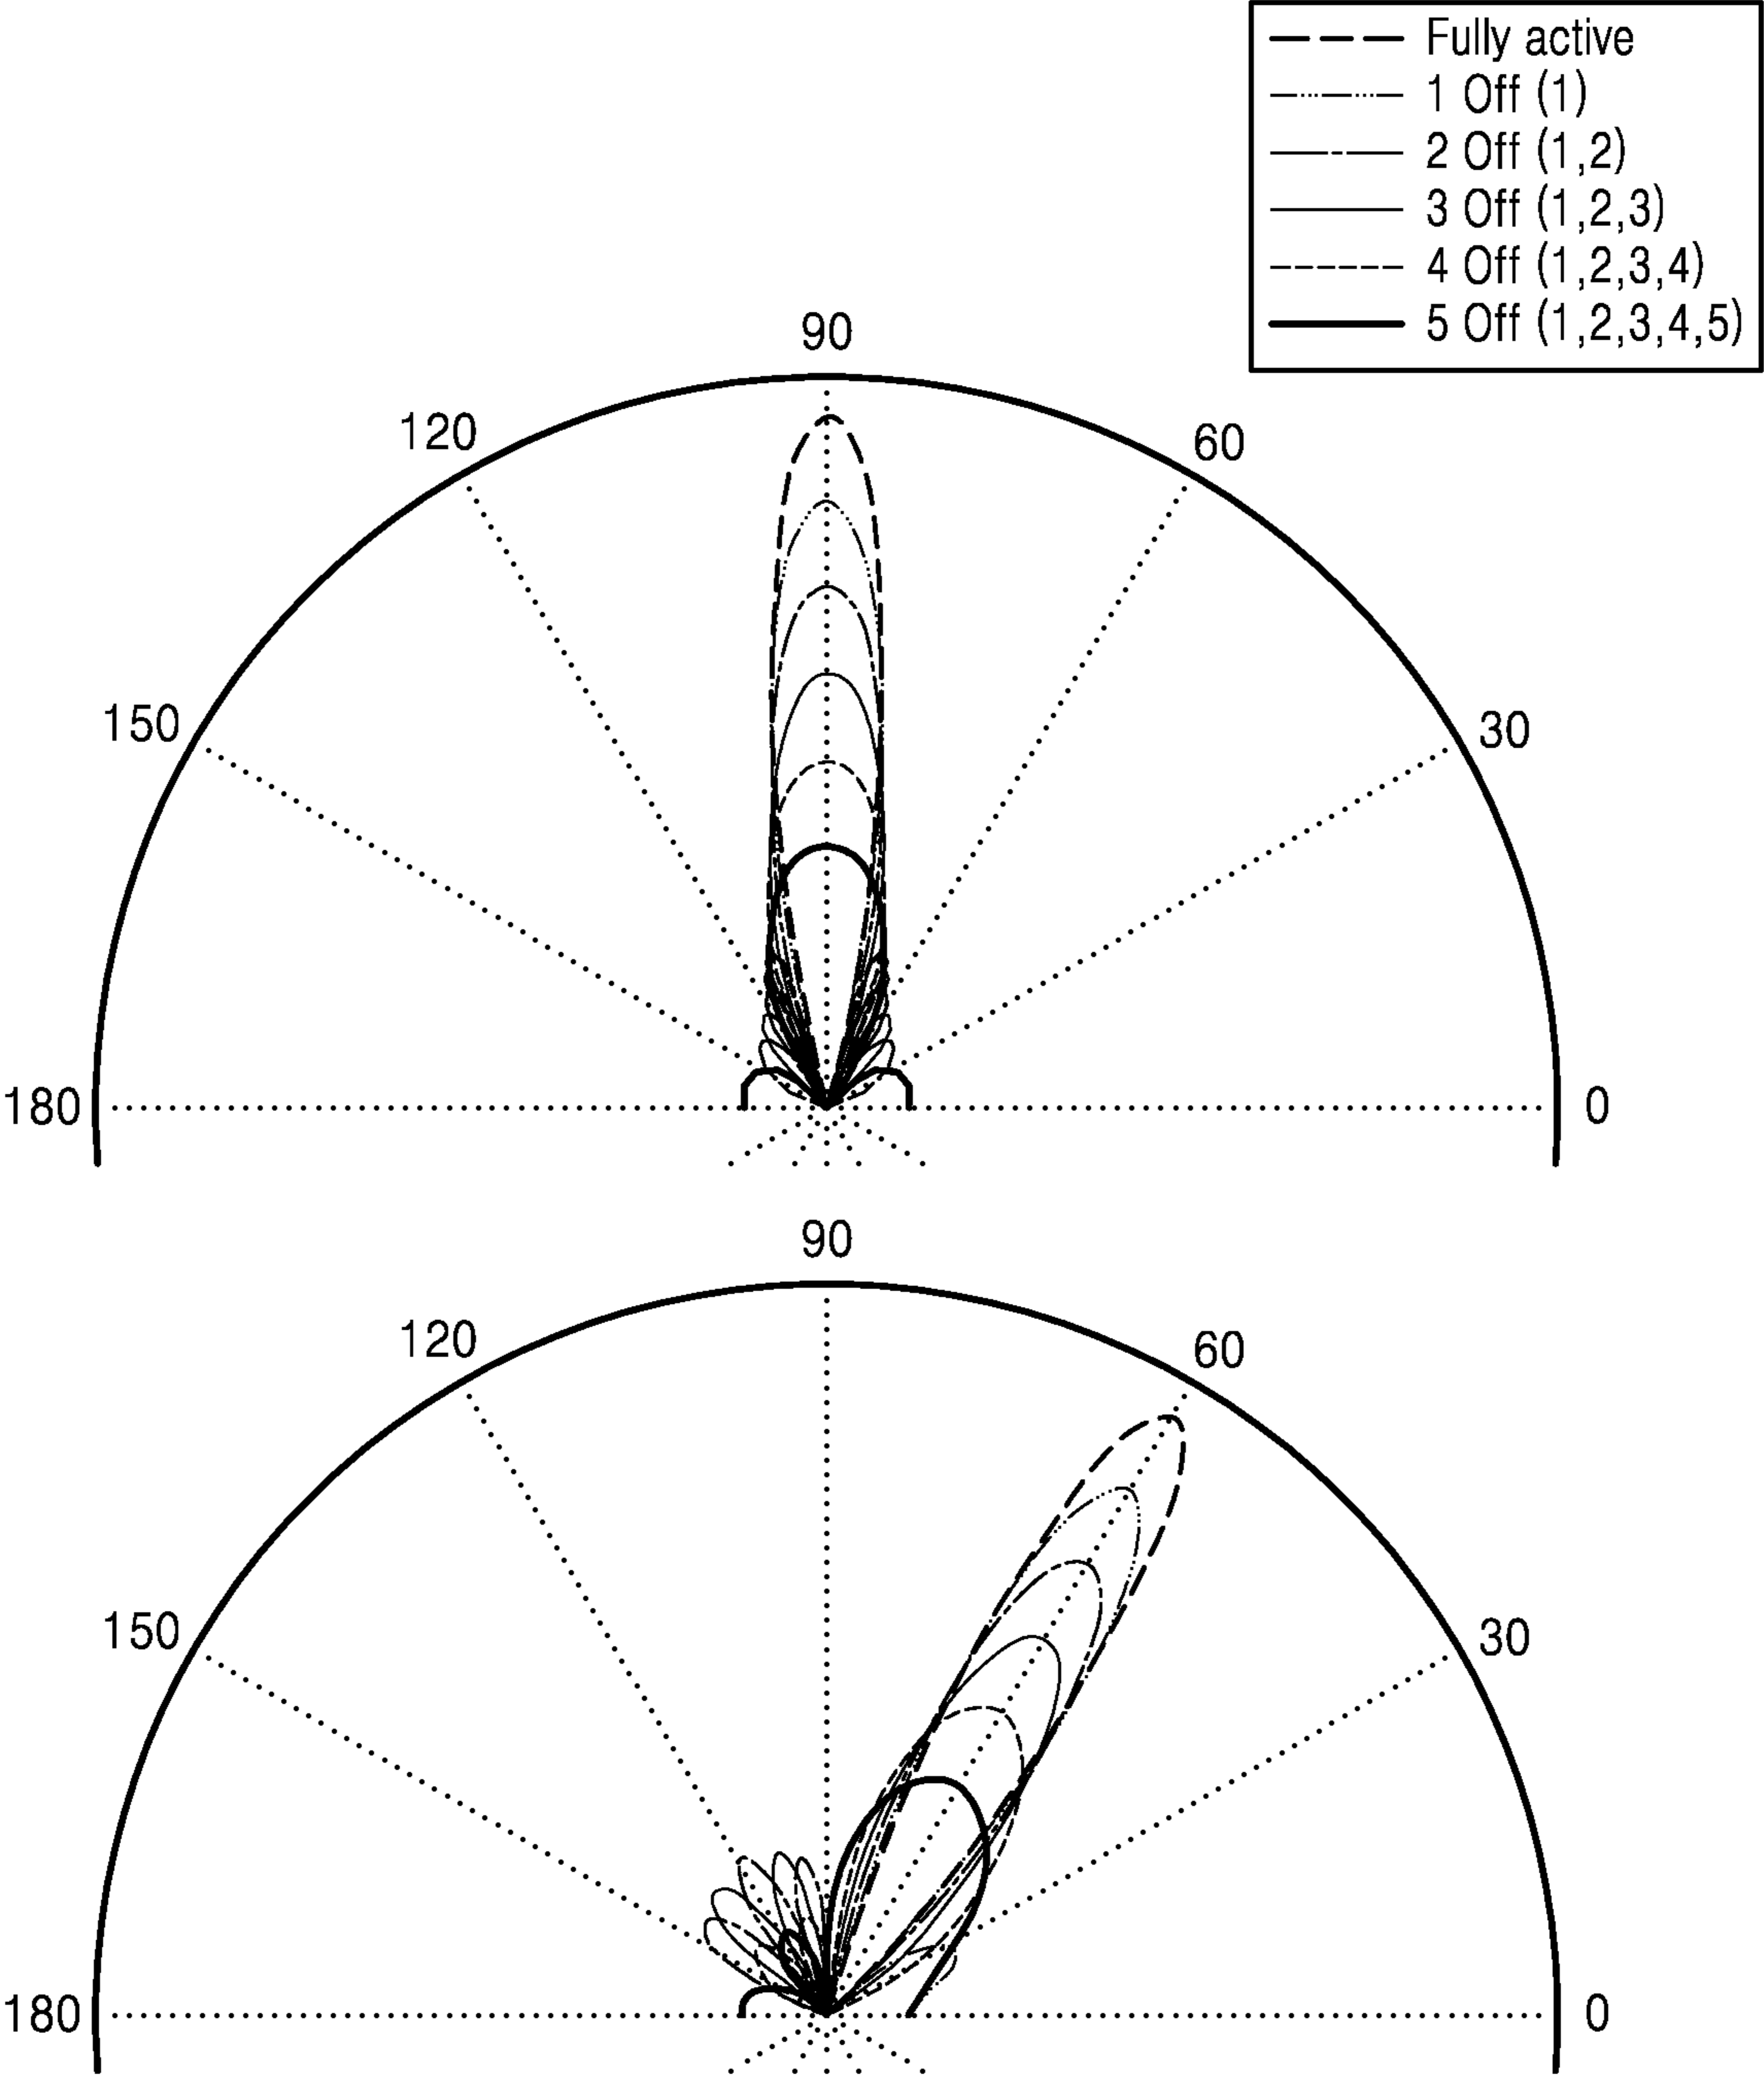 Fully active
1 Off (1)
2 Off (1,2)
3 Off (1,2,3)
4 Off (1,2,3,4)
5 Off (1,2,3,4,5)
90
120
60
150
30
180
0
90
120
60
150
30
180
0